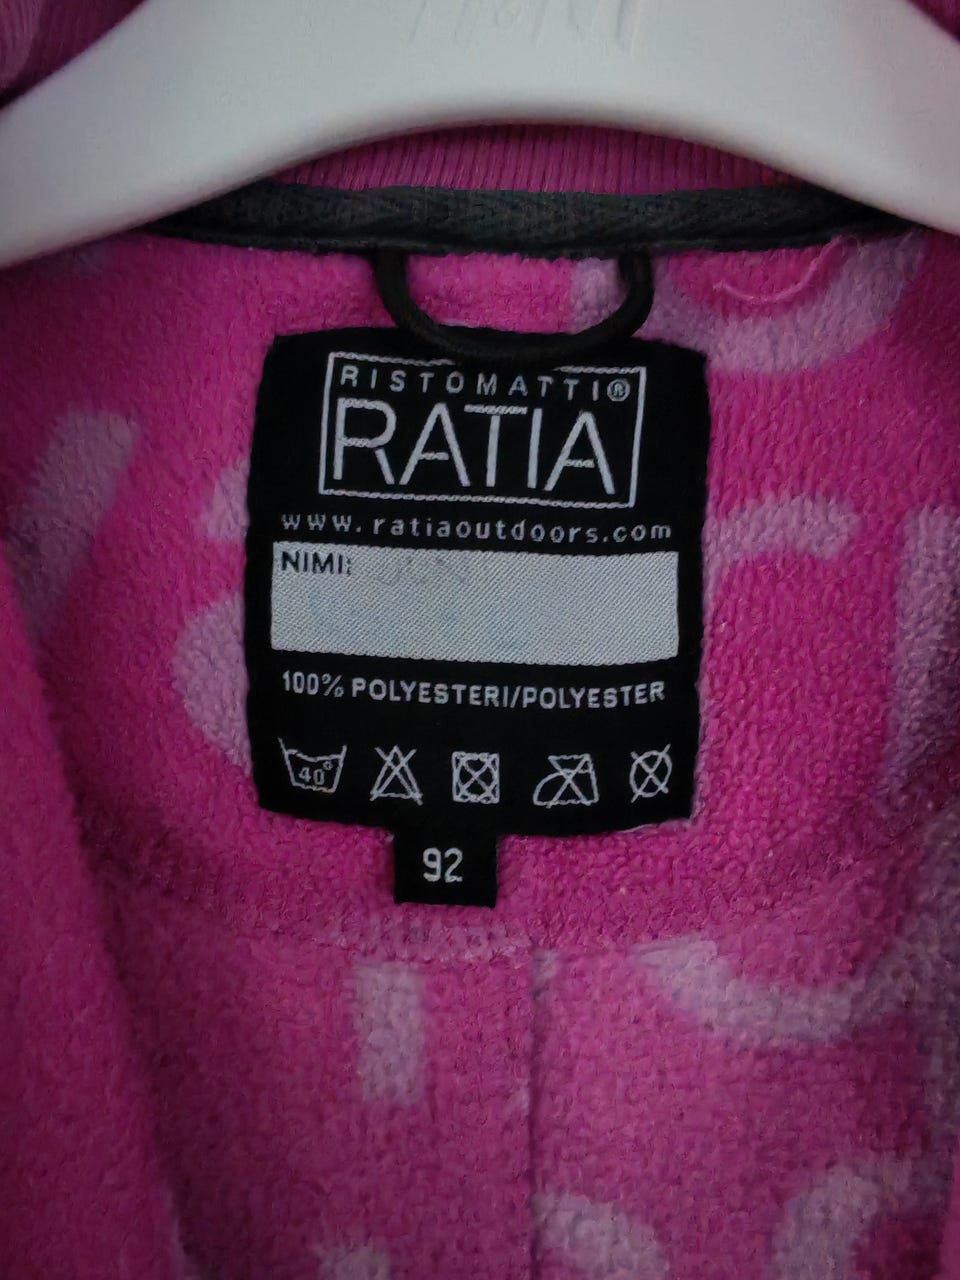 RISTOMATTI®
RATIA
www.ratiaoutdoors.com
NIMI:
100% POLYESTERI/POLYESTER
40°
92